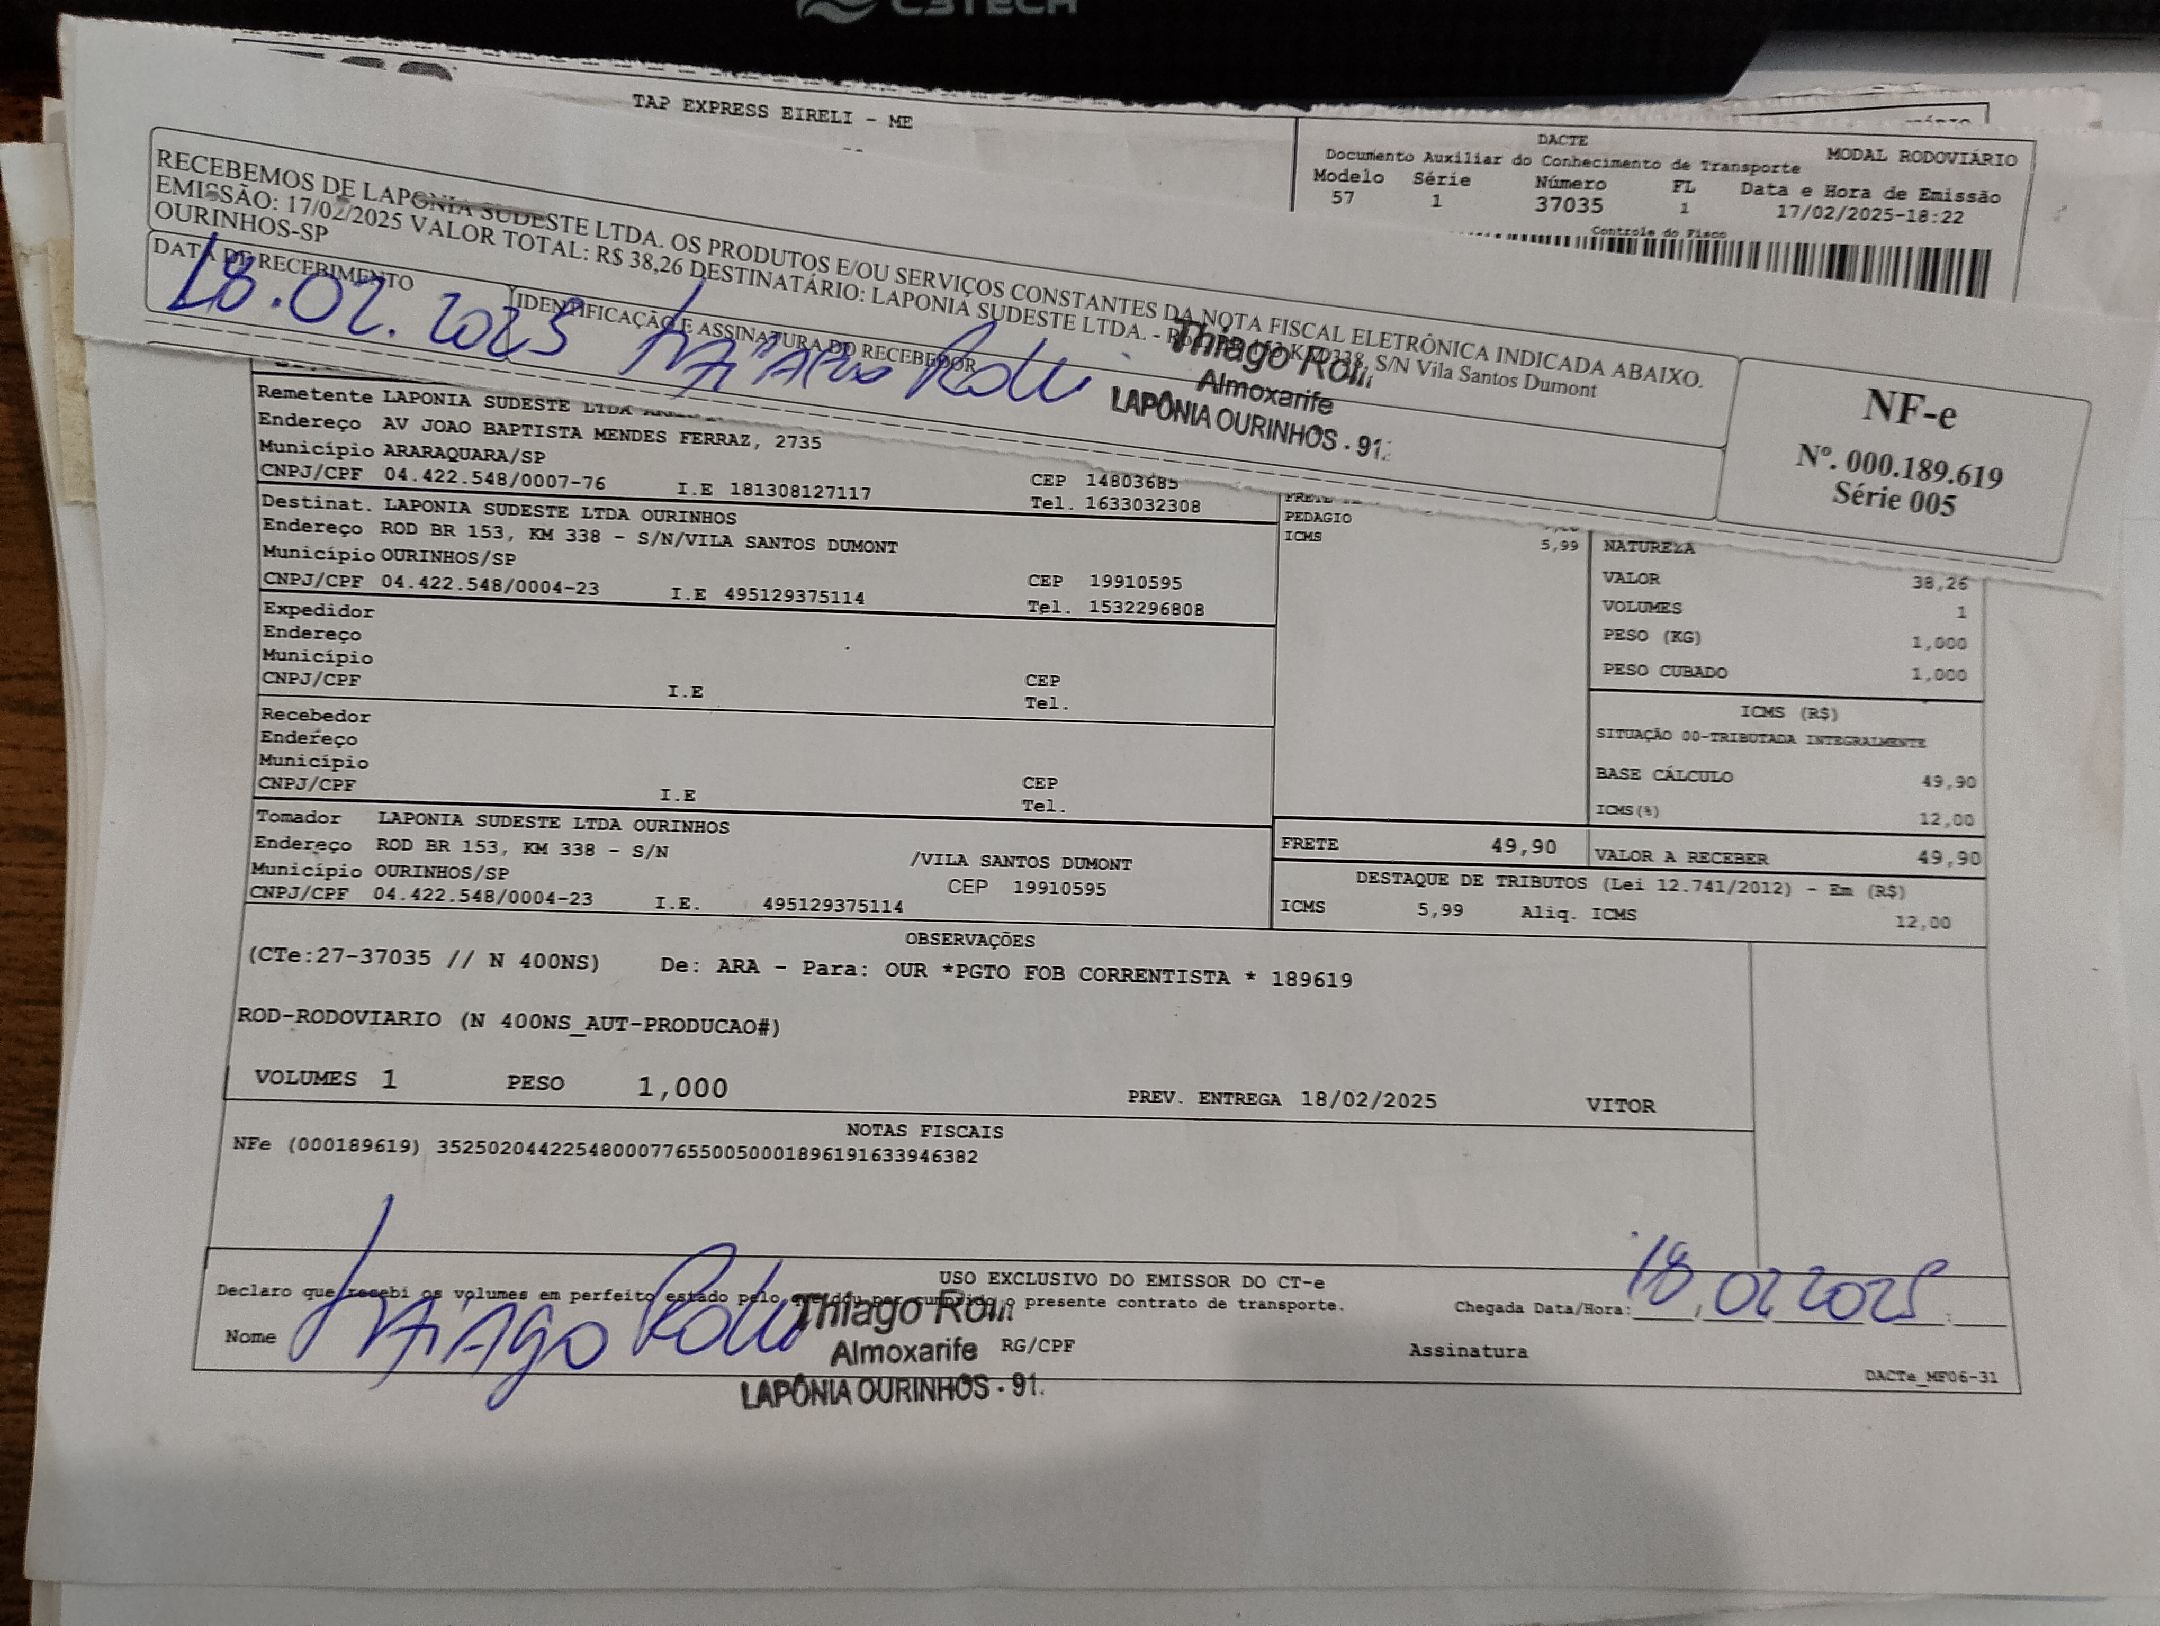 C3TECH
TAP EXPRESS EIRELI - ME
DACTE
MODAL RODOVIÁRIO
Documento Auxiliar do Conhecimento de Transporte
Modelo Série Número FL Data e Hora de Emissão
57 1 37035 1 17/02/2025-18:22
Controle do Fisco
RECEBEMOS DE LAPONIA SUDESTE LTDA. OS PRODUTOS E/OU SERVIÇOS CONSTANTES DA NOTA FISCAL ELETRÔNICA INDICADA ABAIXO.
EMISSÃO: 17/02/2025 VALOR TOTAL: R$ 38,26 DESTINATÁRIO: LAPONIA SUDESTE LTDA. - S/N Vila Santos Dumont
OURINHOS-SP
DATA DE RECEBIMENTO
18.02.2025
IDENTIFICAÇÃO E ASSINATURA DO RECEBEDOR
Thiago Rolli
Thiago Rolli
Almoxarife
LAPÔNIA OURINHOS - 91
NF-e
Nº. 000.189.619
Série 005
Remetente LAPONIA SUDESTE LTDA
Endereço AV JOAO BAPTISTA MENDES FERRAZ, 2735
Município ARARAQUARA/SP CEP 14803685
CNPJ/CPF 04.422.548/0007-76 I.E 181308127117 Tel. 1633032308
Destinat. LAPONIA SUDESTE LTDA OURINHOS
Endereço ROD BR 153, KM 338 - S/N/VILA SANTOS DUMONT
Município OURINHOS/SP CEP 19910595
CNPJ/CPF 04.422.548/0004-23 I.E 495129375114 Tel. 1532296808
Expedidor
Endereço
Município CEP
CNPJ/CPF I.E Tel.
Recebedor
Endereço
Município CEP
CNPJ/CPF I.E Tel.
Tomador LAPONIA SUDESTE LTDA OURINHOS
Endereço ROD BR 153, KM 338 - S/N /VILA SANTOS DUMONT
Município OURINHOS/SP CEP 19910595
CNPJ/CPF 04.422.548/0004-23 I.E. 495129375114
PEDAGIO
ICMS 5,99
FRETE 49,90
NATUREZA
VALOR 38,26
VOLUMES 1
PESO (KG) 1,000
PESO CUBADO 1,000
ICMS (R$)
SITUAÇÃO 00-TRIBUTADA INTEGRALMENTE
BASE CÁLCULO 49,90
ICMS(%) 12,00
VALOR A RECEBER 49,90
DESTAQUE DE TRIBUTOS (Lei 12.741/2012) - Em (R$)
ICMS 5,99 Aliq. ICMS 12,00
OBSERVAÇÕES
(CTe:27-37035 // N 400NS) De: ARA - Para: OUR *PGTO FOB CORRENTISTA * 189619
ROD-RODOVIARIO (N 400NS_AUT-PRODUCAO#)
VOLUMES 1 PESO 1,000 PREV. ENTREGA 18/02/2025 VITOR
NOTAS FISCAIS
NFe (000189619) 35250204422548000776550050001896191633946382
USO EXCLUSIVO DO EMISSOR DO CT-e
Declaro que recebi os volumes em perfeito estado pelo que dou por cumprido o presente contrato de transporte.
Chegada Data/Hora: 18/02 2025
Nome Thiago Rolli
RG/CPF
Assinatura
Thiago Rolli
Almoxarife
LAPÔNIA OURINHOS - 91
DACTe_MF06-31